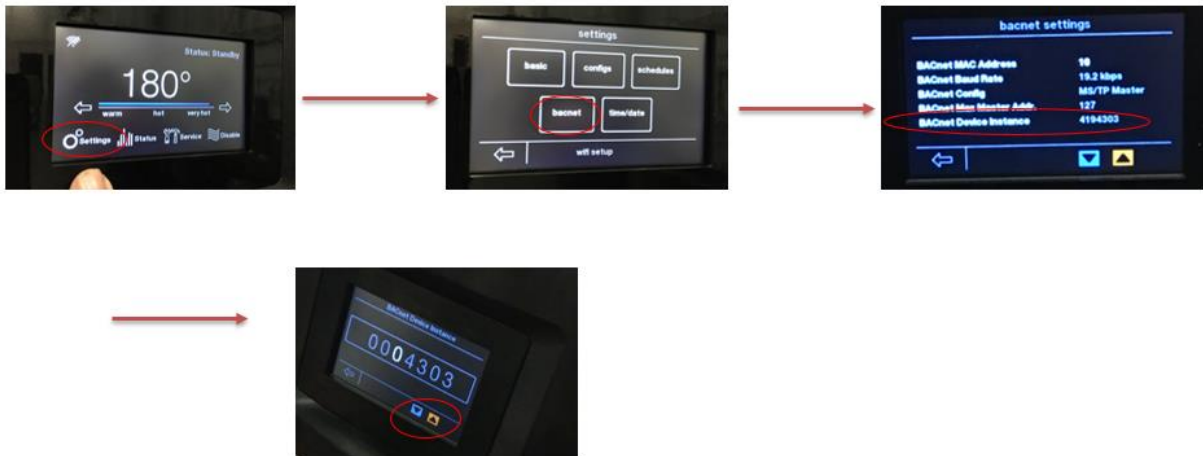 Status: Standby
180°
warm hot very hot
Settings Status Service Disable
settings
basic configs schedules
bacnet time/date
wifi setup
bacnet settings
BACnet MAC Address 10
BACnet Baud Rate 19.2 kbps
BACnet Config MS/TP Master
BACnet Max Master Addr. 127
BACnet Device Instance 4194303
BACnet Device Instance
0004303